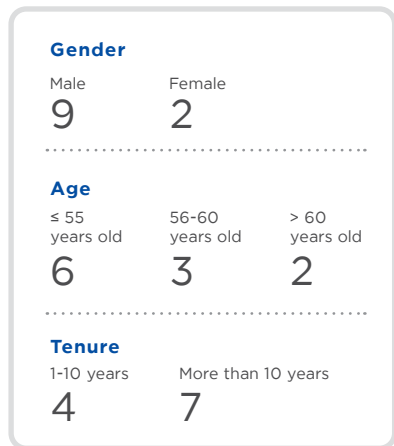 Gender
Male Female
9 2
Age
≤ 55 56-60 > 60
years old years old years old
6 3 2
Tenure
1-10 years More than 10 years
4 7